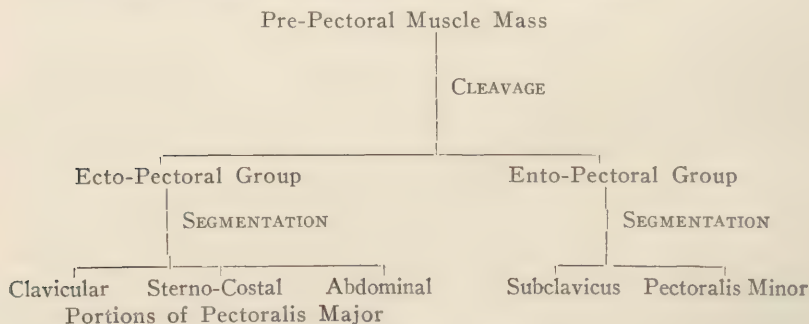 Pre-Pectoral Muscle Mass
CLEAVAGE
Ecto-Pectoral Group Ento-Pectoral Group
SEGMENTATION SEGMENTATION
Clavicular Sterno-Costal Abdominal Subclavicus Pectoralis Minor
Portions of Pectoralis Major